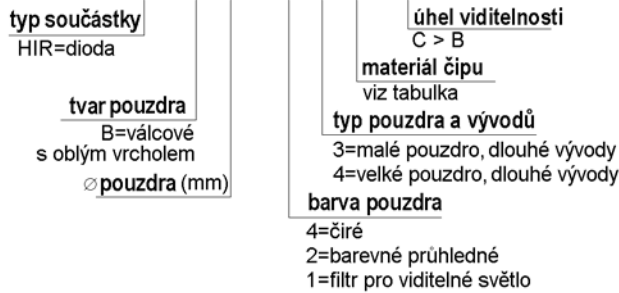 typ součástky
HIR=dioda
tvar pouzdra
B=válcové
s oblým vrcholem
⌀pouzdra (mm)
úhel viditelnosti
C > B
materiál čipu
viz tabulka
typ pouzdra a vývodů
3=malé pouzdro, dlouhé vývody
4=velké pouzdro, dlouhé vývody
barva pouzdra
4=čiré
2=barevné průhledné
1=filtr pro viditelné světlo